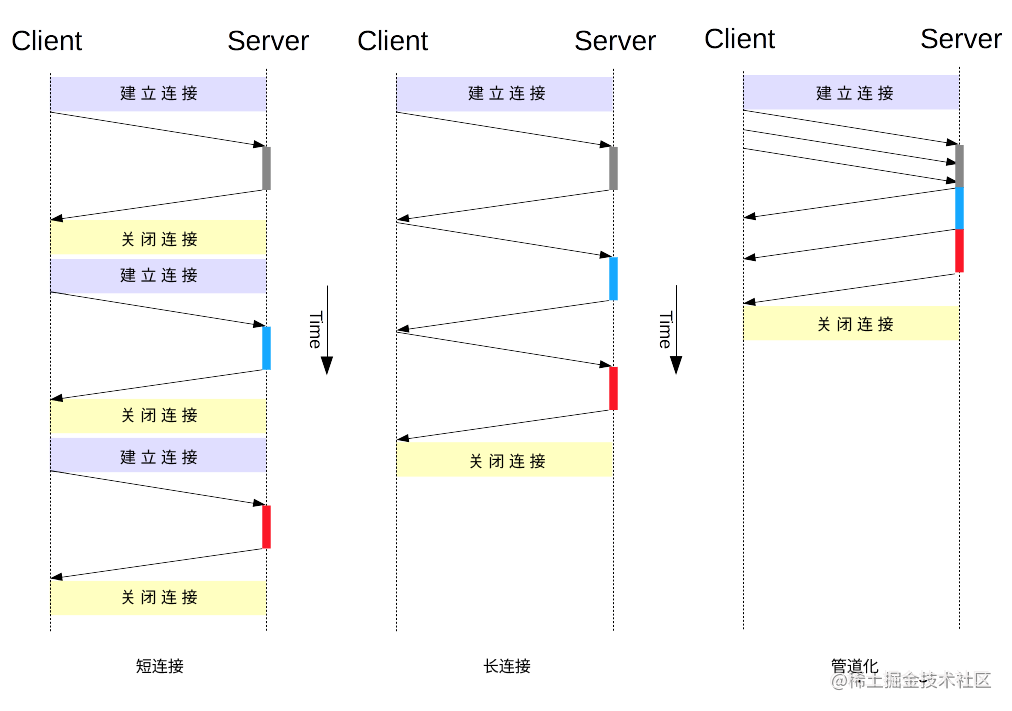 Client Server Client Server Client Server
建立连接 建立连接 建立连接
关闭连接
建立连接
Time Time
关闭连接
关闭连接
建立连接
关闭连接
关闭连接
短连接 长连接 管道化
@稀土掘金技术社区